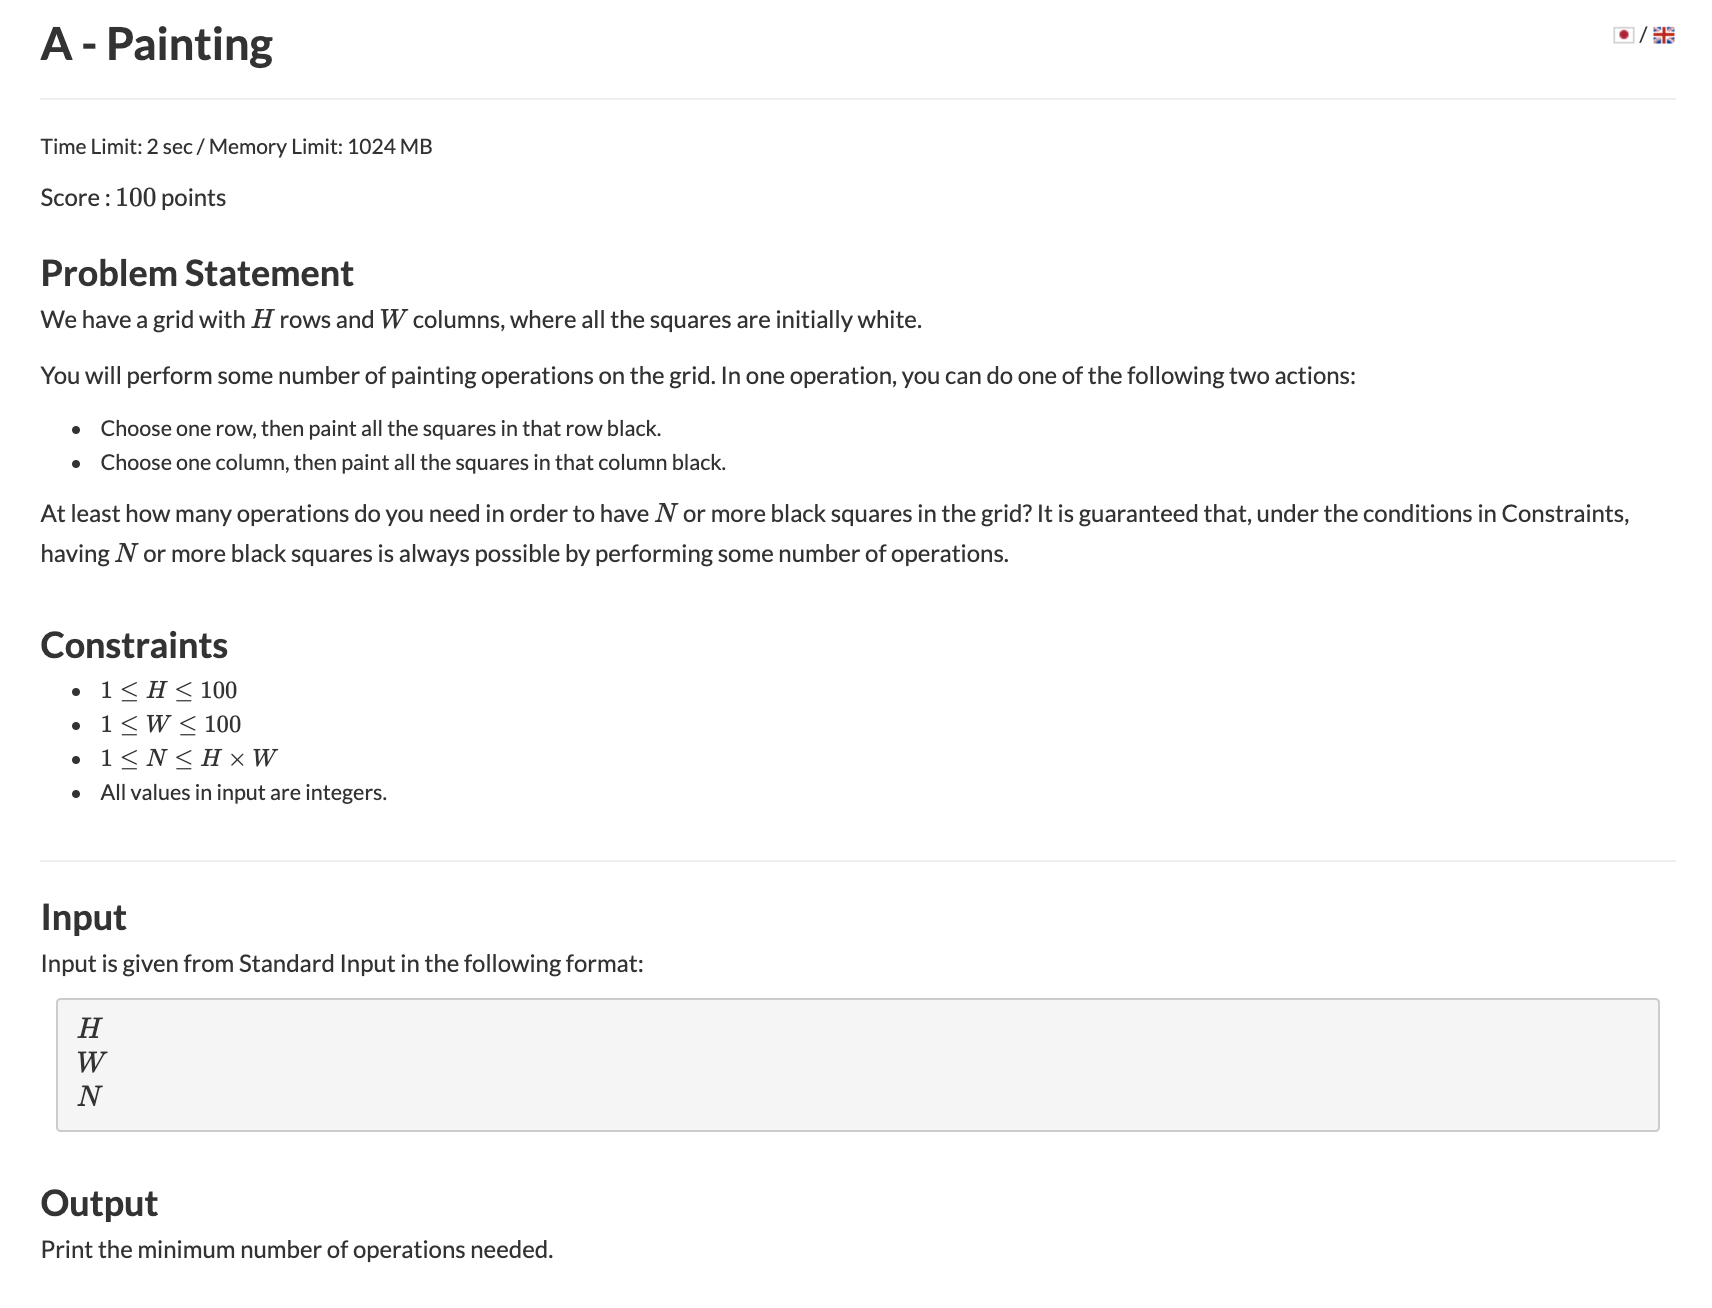 A - Painting
/
Time Limit: 2 sec / Memory Limit: 1024 MB
Score : 100 points
Problem Statement
We have a grid with H rows and W columns, where all the squares are initially white.
You will perform some number of painting operations on the grid. In one operation, you can do one of the following two actions:
• Choose one row, then paint all the squares in that row black.
• Choose one column, then paint all the squares in that column black.
At least how many operations do you need in order to have N or more black squares in the grid? It is guaranteed that, under the conditions in Constraints,
having N or more black squares is always possible by performing some number of operations.
Constraints
• 1 ≤ H ≤ 100
• 1 ≤ W ≤ 100
• 1 ≤ N ≤ H × W
• All values in input are integers.
Input
Input is given from Standard Input in the following format:
H
W
N
Output
Print the minimum number of operations needed.